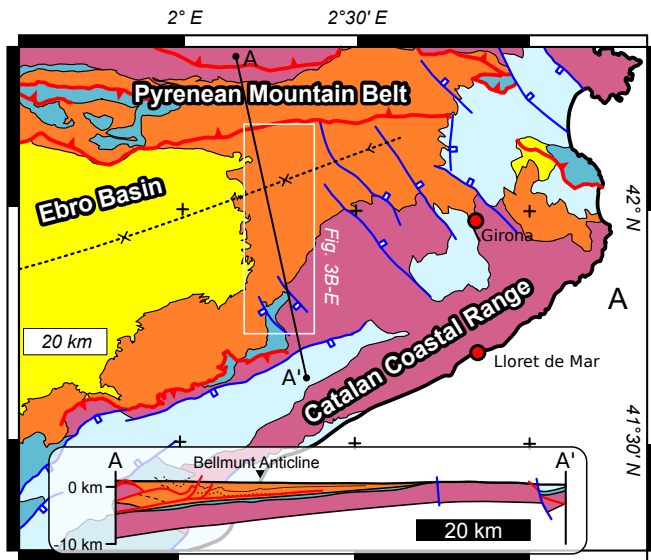 2° E
2°30′ E
A
Pyrenean Mountain Belt
Ebro Basin
42° N
Girona
Fig. 3B-E
A
Catalan Coastal Range
20 km
Lloret de Mar
A'
41°30′ N
A
Bellmunt Anticline
A'
0 km
20 km
-10 km